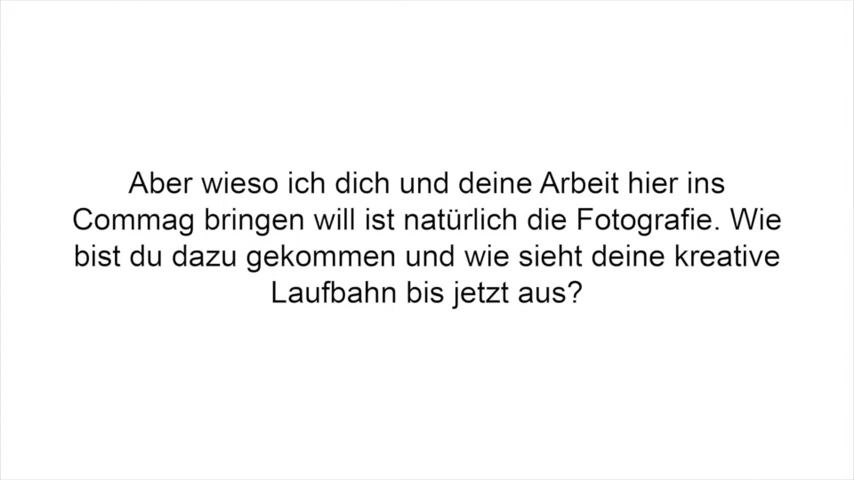 Aber wieso ich dich und deine Arbeit hier ins
Commag bringen will ist natürlich die Fotografie. Wie
bist du dazu gekommen und wie sieht deine kreative
Laufbahn bis jetzt aus?